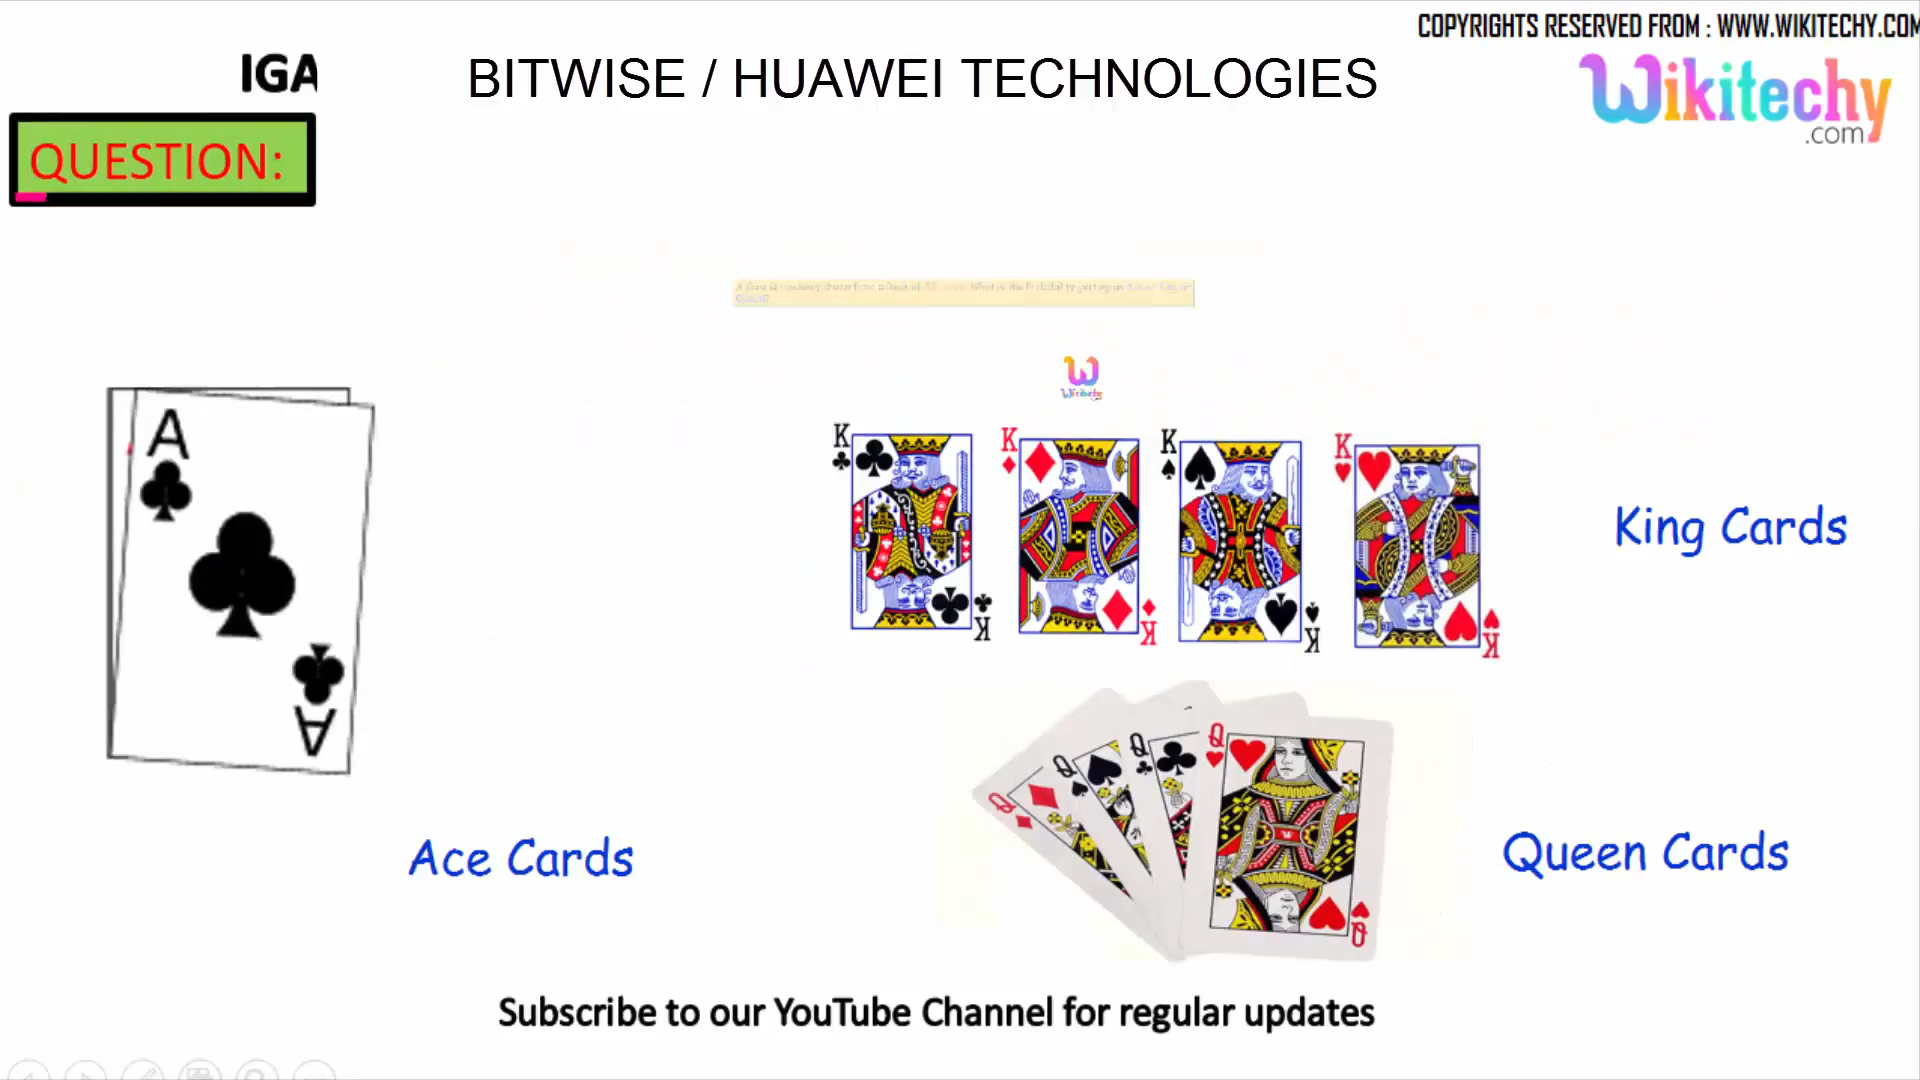 COPYRIGHTS RESERVED FROM : WWW.WIKITECHY.COM
IGA
BITWISE / HUAWEI TECHNOLOGIES
Wikitechy
.com
QUESTION:
W
Wikitechy
A
A
K
K
K
K
K
K
K
K
King Cards
Q
Q
Q
Q
Q
Ace Cards
Queen Cards
Subscribe to our YouTube Channel for regular updates